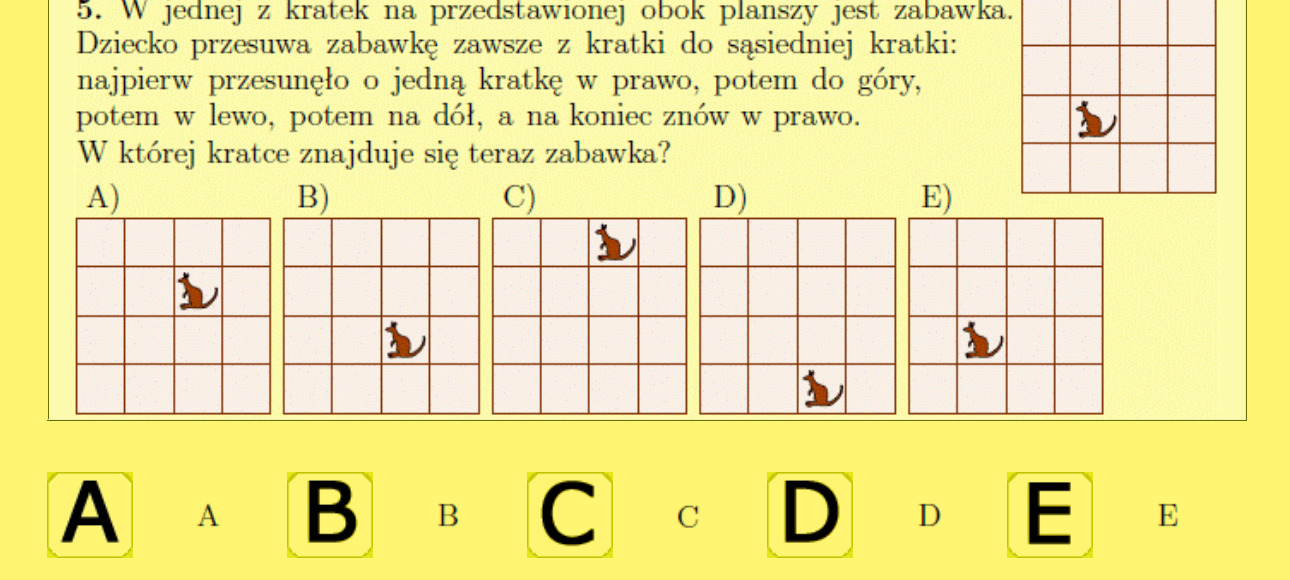 5. W jednej z kratek na przedstawionej obok planszy jest zabawka.
Dziecko przesuwa zabawkę zawsze z kratki do sąsiedniej kratki:
najpierw przesunęło o jedną kratkę w prawo, potem do góry,
potem w lewo, potem na dół, a na koniec znów w prawo.
W której kratce znajduje się teraz zabawka?
A) B) C) D) E)
A A B B C C D D E E